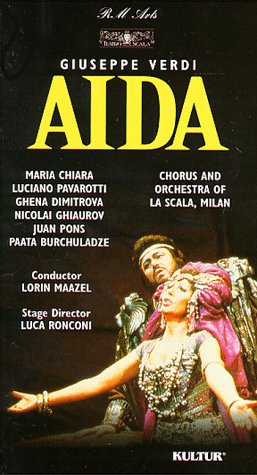 RM Arts
TEATRO ALLA SCALA
GIUSEPPE VERDI
AIDA
MARIA CHIARA
LUCIANO PAVAROTTI
GHENA DIMITROVA
NICOLAI GHIAUROV
JUAN PONS
PAATA BURCHULADZE
CHORUS AND
ORCHESTRA OF
LA SCALA, MILAN
Conductor
LORIN MAAZEL
Stage Director
LUCA RONCONI
KULTUR